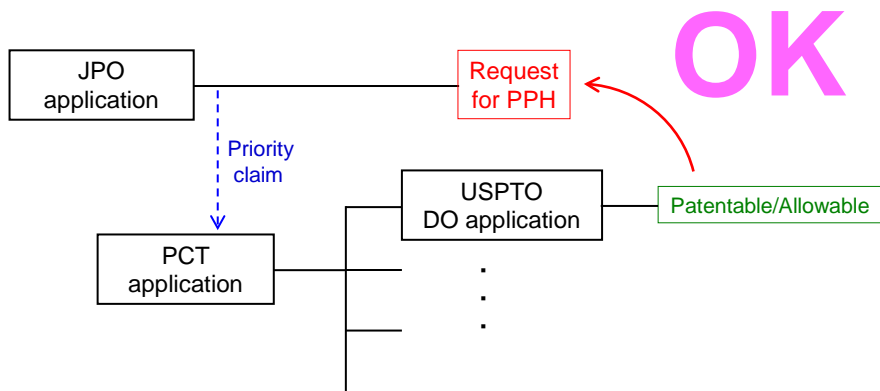 OK
JPO
application
Request
for PPH
Priority
claim
USPTO
DO application
Patentable/Allowable
PCT
application